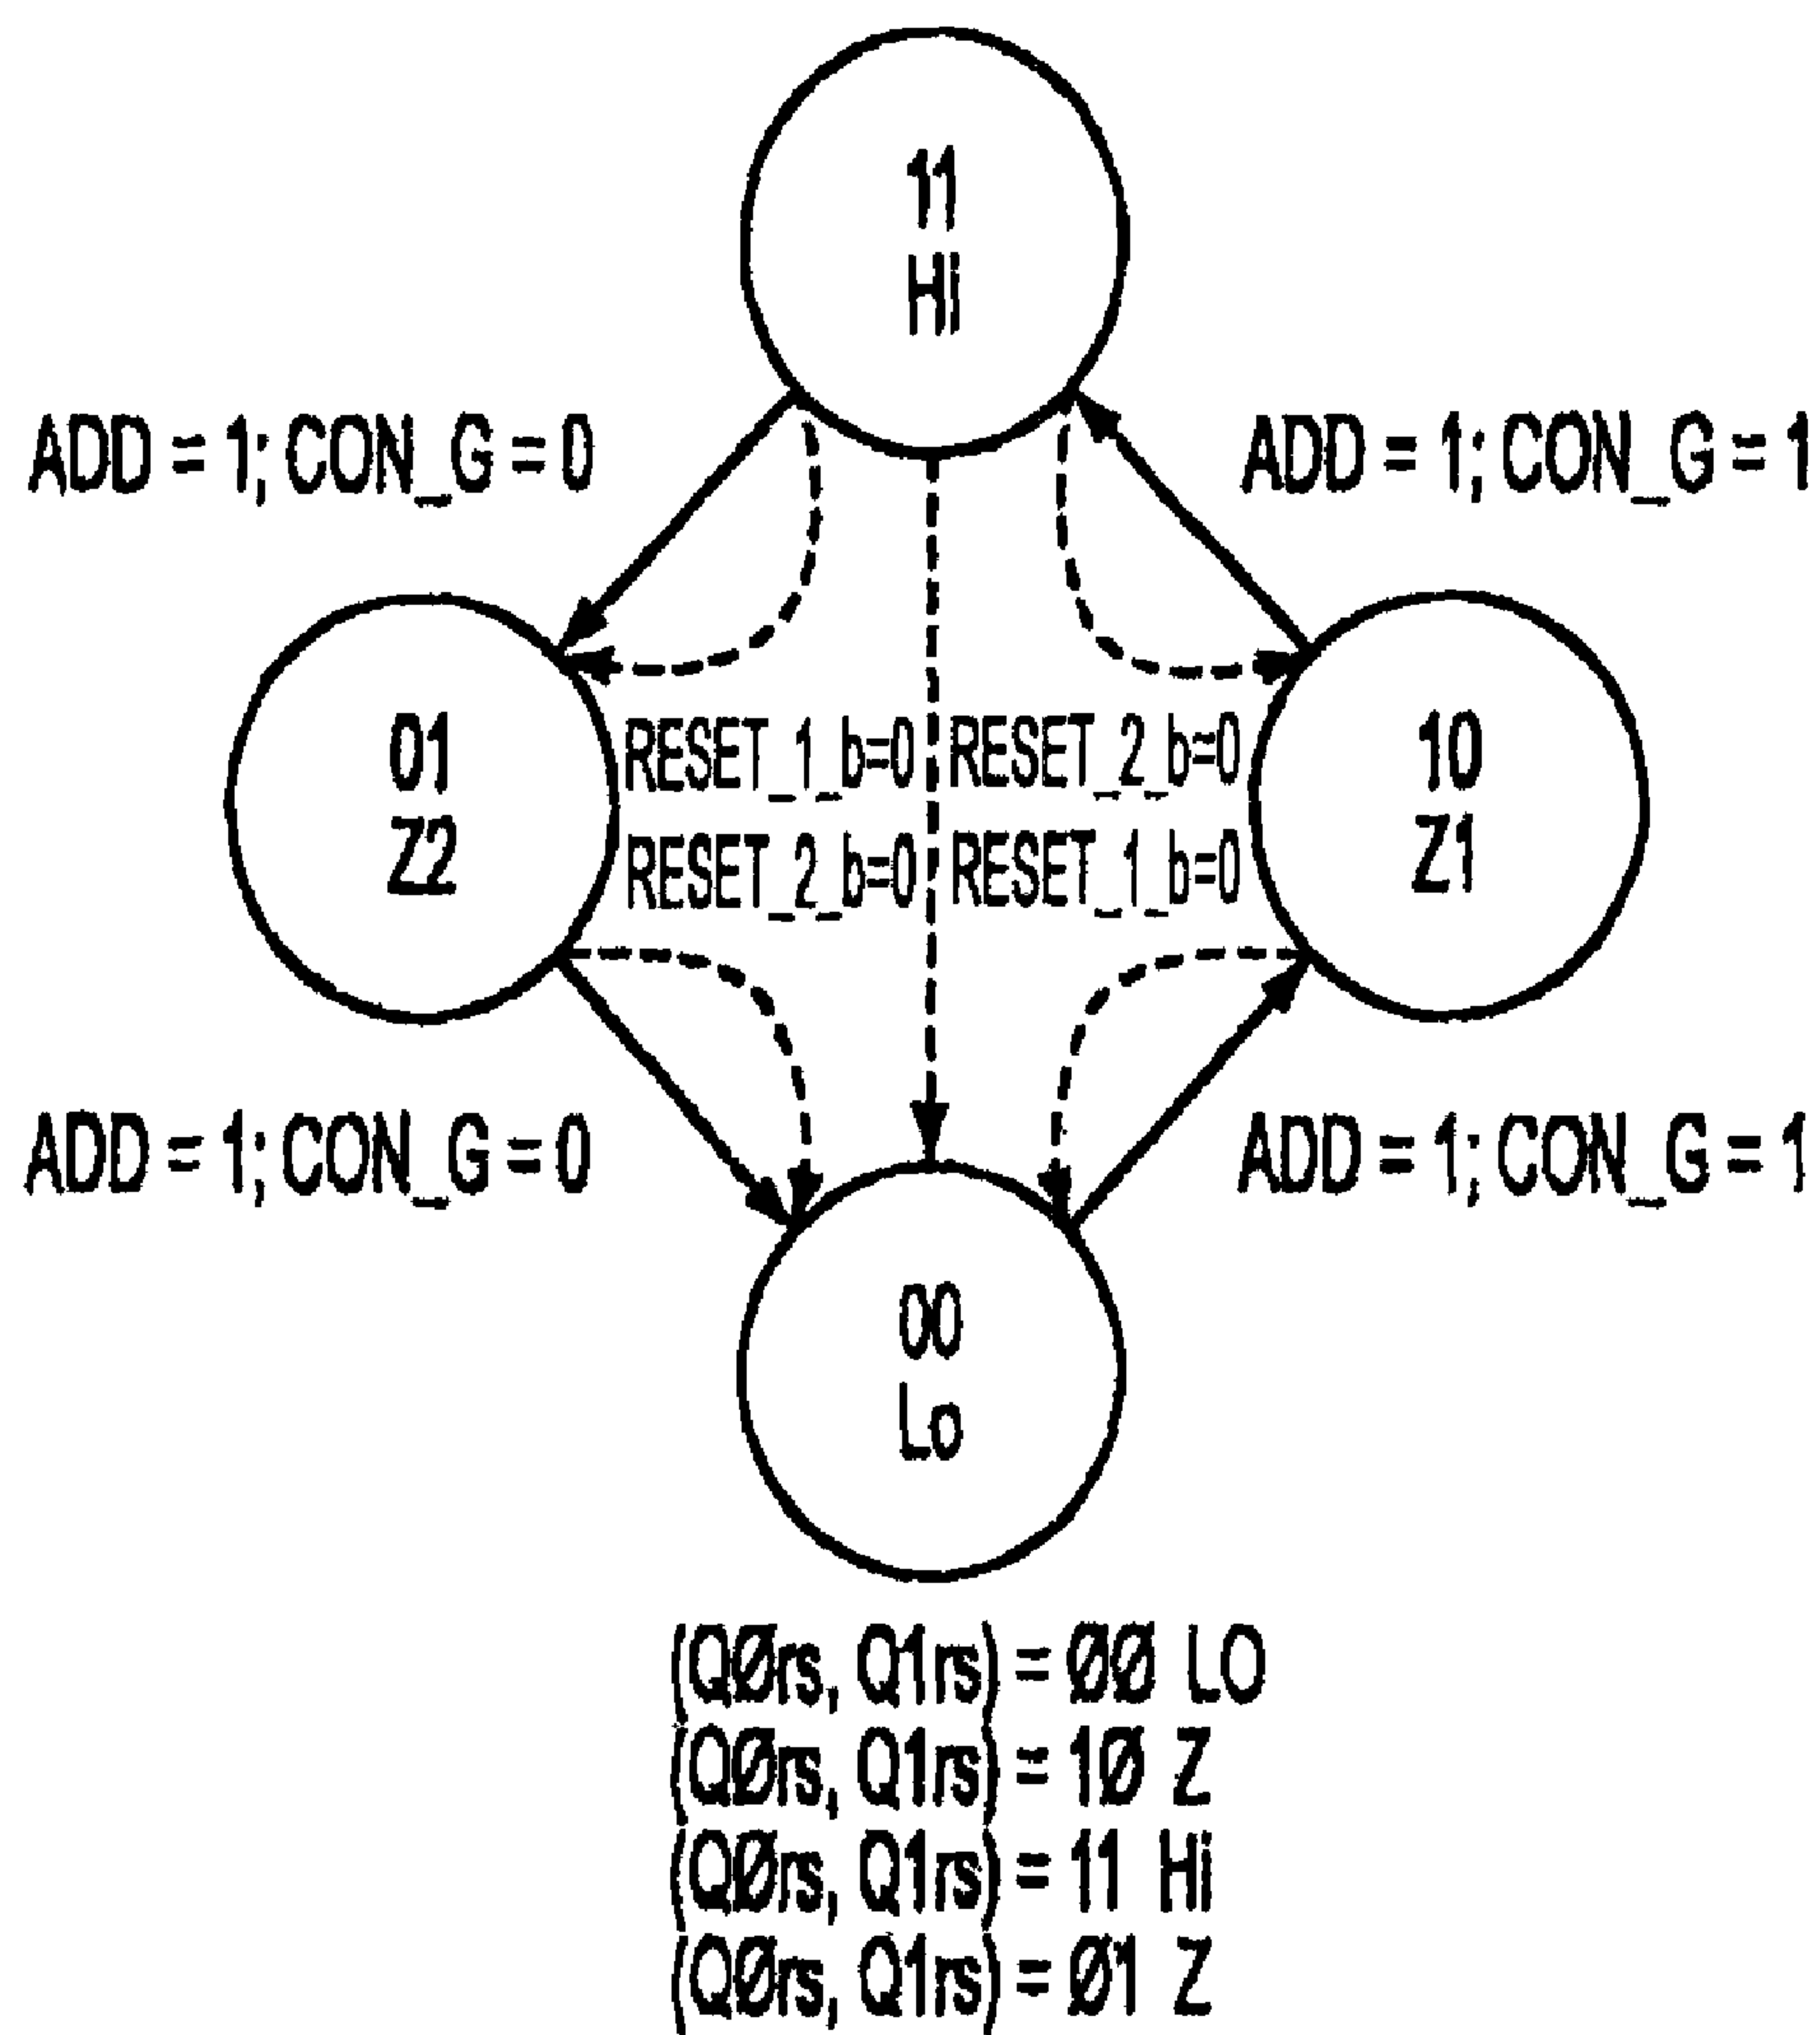 11
Hi
ADD = 1; CON_G = 0
ADD = 1; CON_G = 1
01
Z2
RESET_1_b=0
RESET_2_b=0
RESET_2_b=0
RESET_1_b=0
10
Z1
ADD = 1; CON_G = 0
ADD = 1; CON_G = 1
00
Lo
(QØrs, Q1rs) = ØØ LO
(QØrs, Q1rs) = 1Ø Z
(QØrs, Q1rs) = 11 Hi
(QØrs, Q1rs) = Ø1 Z